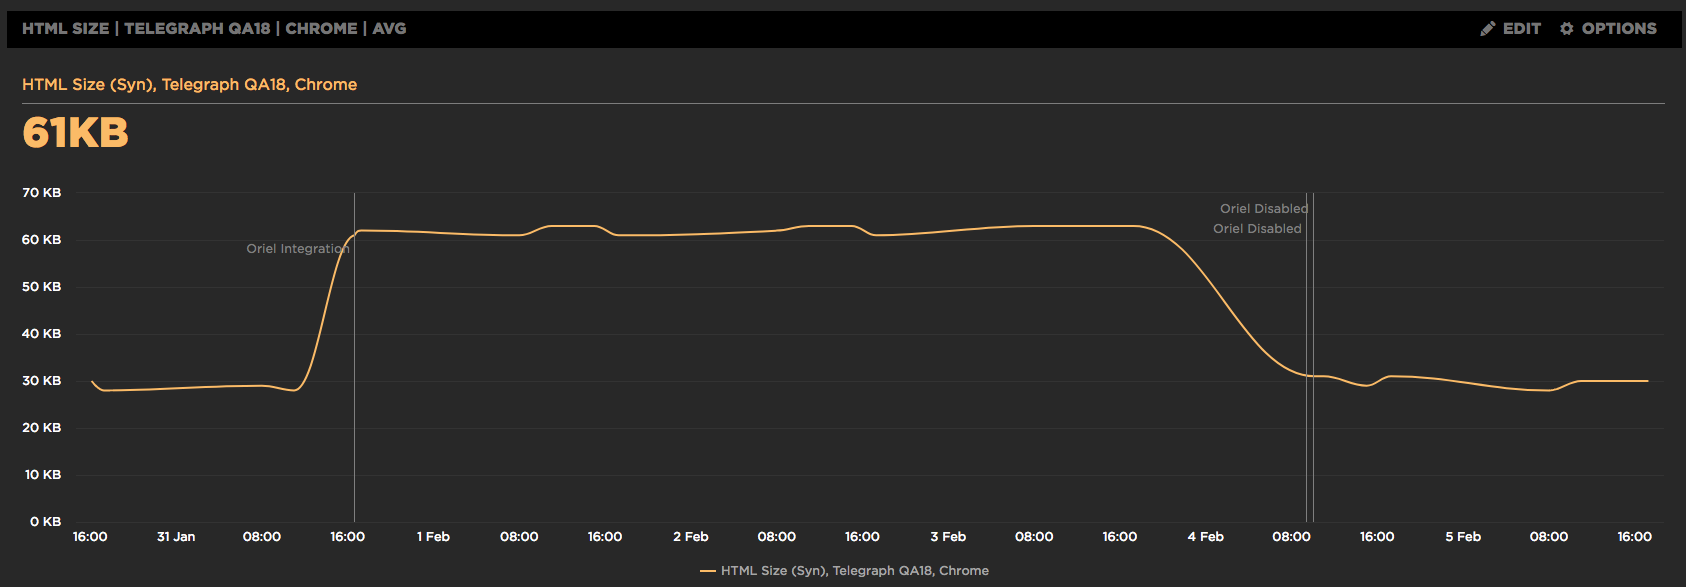 HTML SIZE | TELEGRAPH QA18 | CHROME | AVG
EDIT
OPTIONS
HTML Size (Syn), Telegraph QA18, Chrome
61KB
70 KB
60 KB
50 KB
40 KB
30 KB
20 KB
10 KB
0 KB
Oriel Integration
Oriel Disabled
Oriel Disabled
16:00
31 Jan
08:00
16:00
1 Feb
08:00
16:00
2 Feb
08:00
16:00
3 Feb
08:00
16:00
4 Feb
08:00
16:00
5 Feb
08:00
16:00
HTML Size (Syn), Telegraph QA18, Chrome